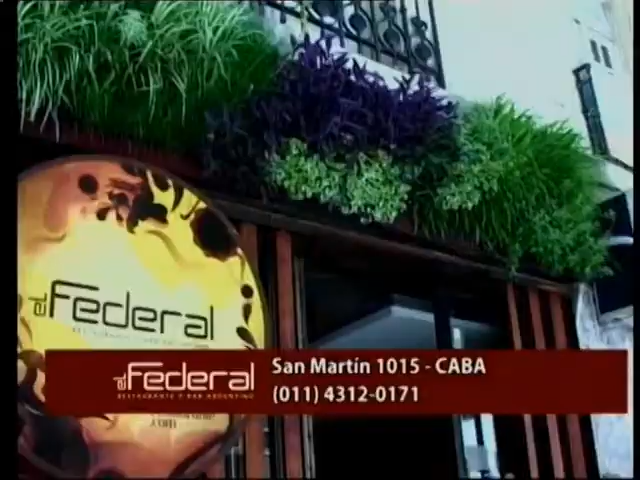 el Federal
el Federal
RESTAURANTE Y BAR ARGENTINO
San Martín 1015 - CABA
(011) 4312-0171